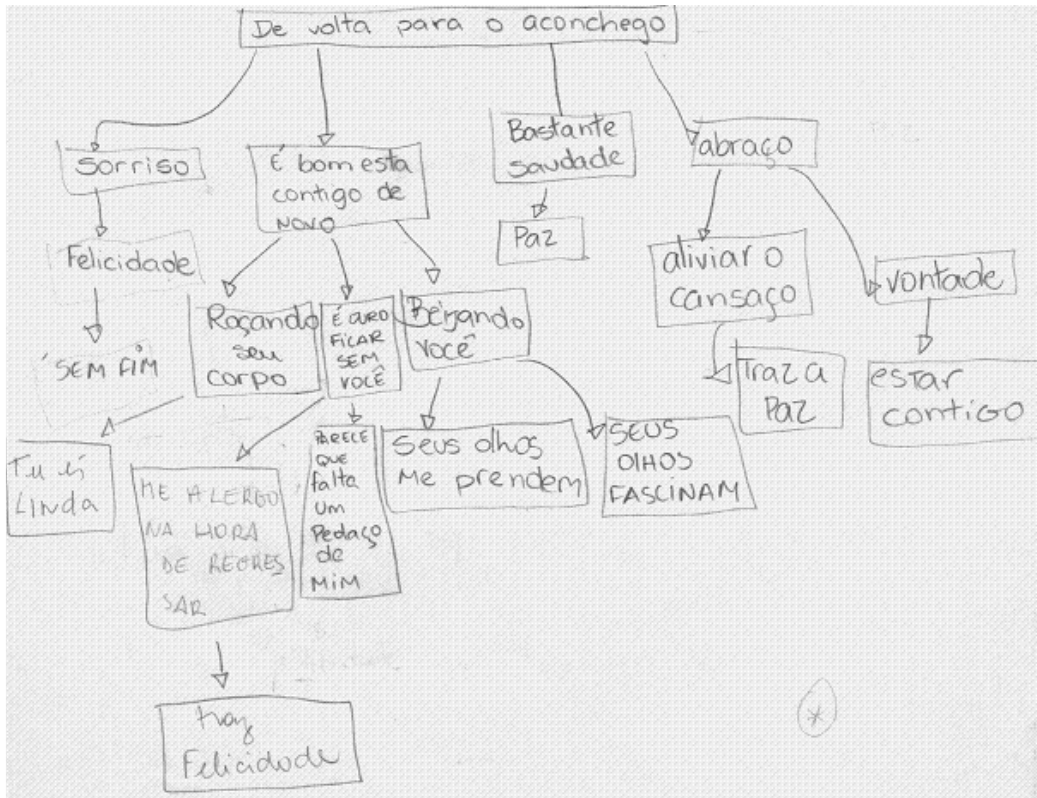 De volta para o aconchego
Sorriso
É bom esta
contigo de
novo
Bastante
saudade
abraço
Felicidade
Paz
aliviar o
cansaço
vontade
SEM FIM
Roçando
seu
corpo
É DURO
FICAR
SEM
VOCÊ
Beijando
você
Traz a
Paz
estar
contigo
Tu és
LINDA
ME ALEGRO
NA HORA
DE REGRES
SAR
PARECE
QUE
falta
um
Pedaço
de
MIM
Seus olhos
me prendem
SEUS
OlHOS
FASCINAM
traz
Felicidade
*